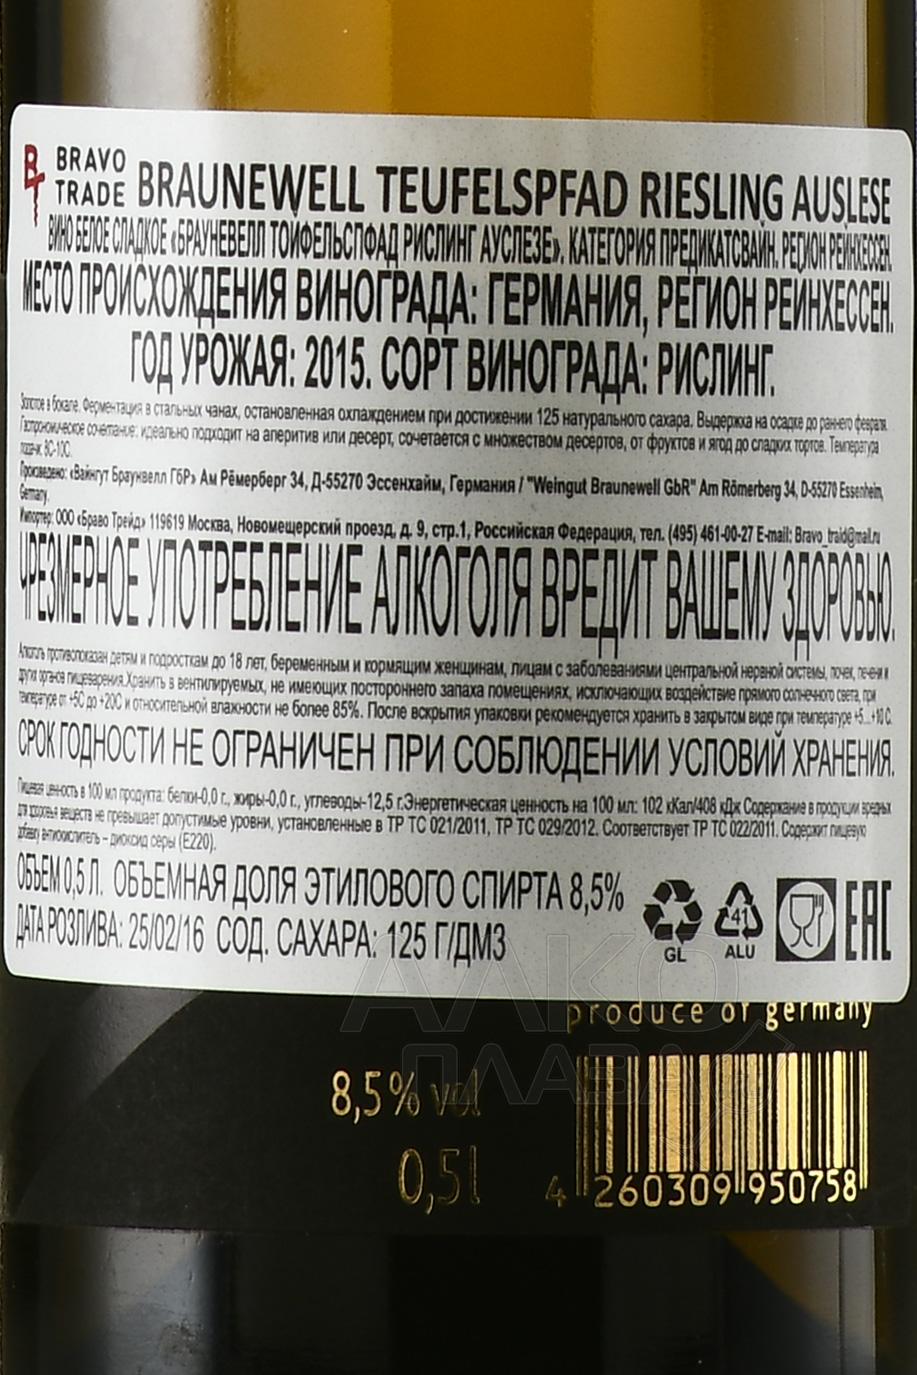 BRAVO
TRADE
BRAUNEWELL TEUFELSPFAD RIESLING AUSLESE
ВИНО БЕЛОЕ СЛАДКОЕ «БРАУНЕВЕЛЛ ТОЙФЕЛЬСПФАД РИСЛИНГ АУСЛЕЗЕ». КАТЕГОРИЯ ПРЕДИКАТСВАЙН. РЕГИОН РЕЙНХЕССЕН.
МЕСТО ПРОИСХОЖДЕНИЯ ВИНОГРАДА: ГЕРМАНИЯ, РЕГИОН РЕЙНХЕССЕН.
ГОД УРОЖАЯ: 2015. СОРТ ВИНОГРАДА: РИСЛИНГ.
Золотое в бокале. Ферментация в стальных чанах, остановленная охлаждением при достижении 125 натурального сахара. Выдержка на осадке до раннего февраля.
Гастрономическое сочетание: идеально подходит на аперитив или десерт, сочетается с множеством десертов, от фруктов и ягод до сладких тортов. Температура
подачи: 8С-10С.
Произведено: «Вайнгут Браунвелл ГбР» Ам Рёмерберг 34, Д-55270 Эссенхайм, Германия / "Weingut Braunewell GbR" Am Römerberg 34, D-55270 Essenheim,
Germany.
Импортер: ООО «Браво Трейд» 119619 Москва, Новомещерский проезд, д. 9, стр.1, Российская Федерация, тел. (495) 461-00-27 E-mail: Bravo_traid@mail.ru
ЧРЕЗМЕРНОЕ УПОТРЕБЛЕНИЕ АЛКОГОЛЯ ВРЕДИТ ВАШЕМУ ЗДОРОВЬЮ.
Алкоголь противопоказан детям и подросткам до 18 лет, беременным и кормящим женщинам, лицам с заболеваниями центральной нервной системы, почек, печени и
других органов пищеварения.Хранить в вентилируемых, не имеющих постороннего запаха помещениях, исключающих воздействие прямого солнечного света, при
температуре от +5С до +20С и относительной влажности не более 85%. После вскрытия упаковки рекомендуется хранить в закрытом виде при температуре +5...+10 С.
СРОК ГОДНОСТИ НЕ ОГРАНИЧЕН ПРИ СОБЛЮДЕНИИ УСЛОВИЙ ХРАНЕНИЯ.
Пищевая ценность в 100 мл продукта: белки-0,0 г., жиры-0,0 г., углеводы-12,5 г.Энергетическая ценность на 100 мл: 102 кКал/408 кДж Содержание в продукции вредных
для здоровья веществ не превышает допустимые уровни, установленные в ТР ТС 021/2011, ТР ТС 029/2012. Соответствует ТР ТС 022/2011. Содержит пищевую
добавку антиокислитель – диоксид серы (Е220).
ОБЪЕМ 0,5 Л. ОБЪЕМНАЯ ДОЛЯ ЭТИЛОВОГО СПИРТА 8,5%
ДАТА РОЗЛИВА: 25/02/16 СОД. САХАРА: 125 Г/ДМ3
GL
41
ALU
EAC
produce of germany
8,5% vol
0,5l
4 260309 950758
АЛКО
ПЛАЗА